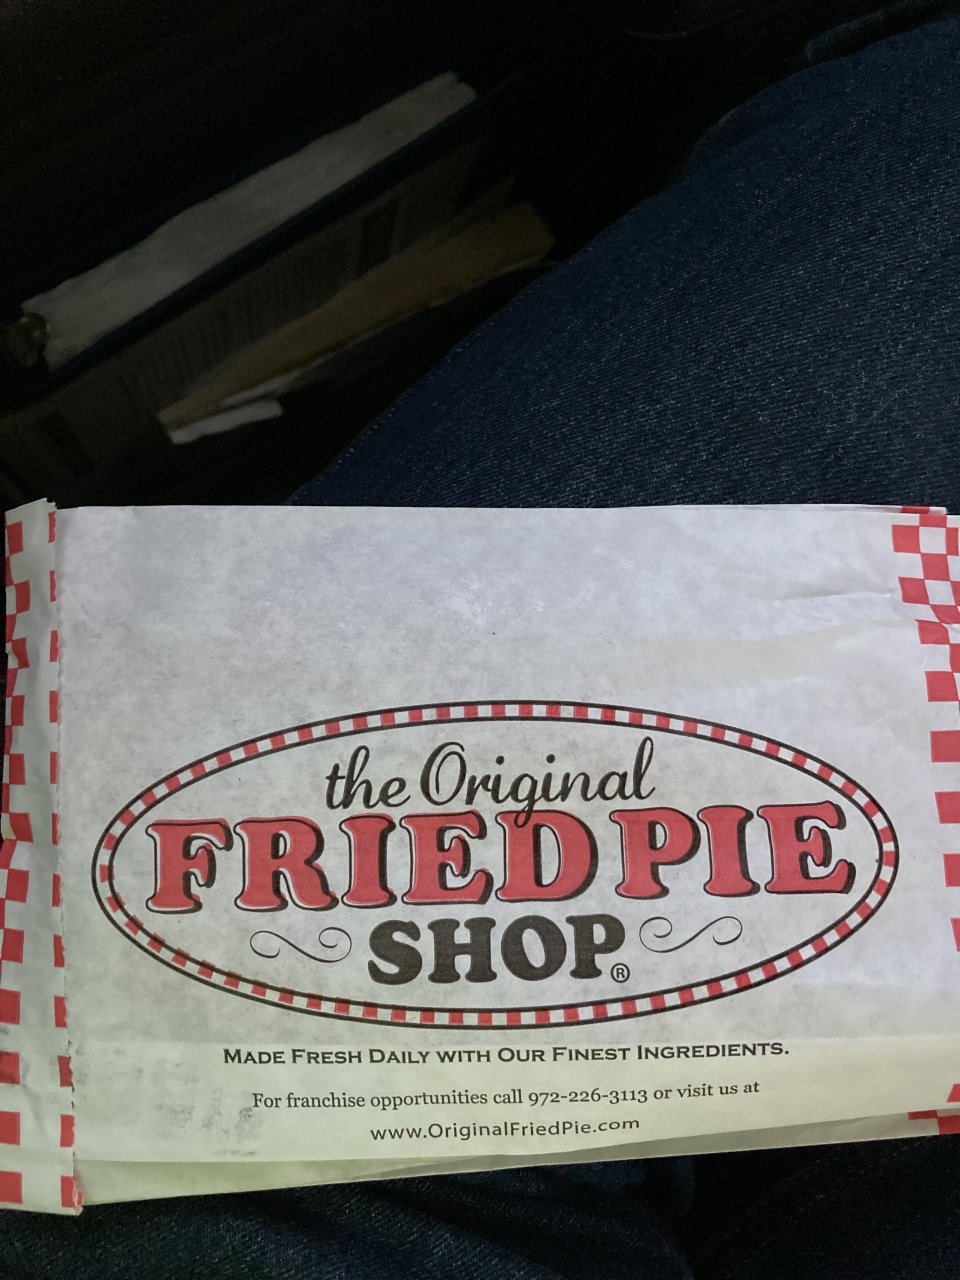 the Original
FRIED PIE
SHOP®
MADE FRESH DAILY WITH OUR FINEST INGREDIENTS.
For franchise opportunities call 972-226-3113 or visit us at
www.OriginalFriedPie.com